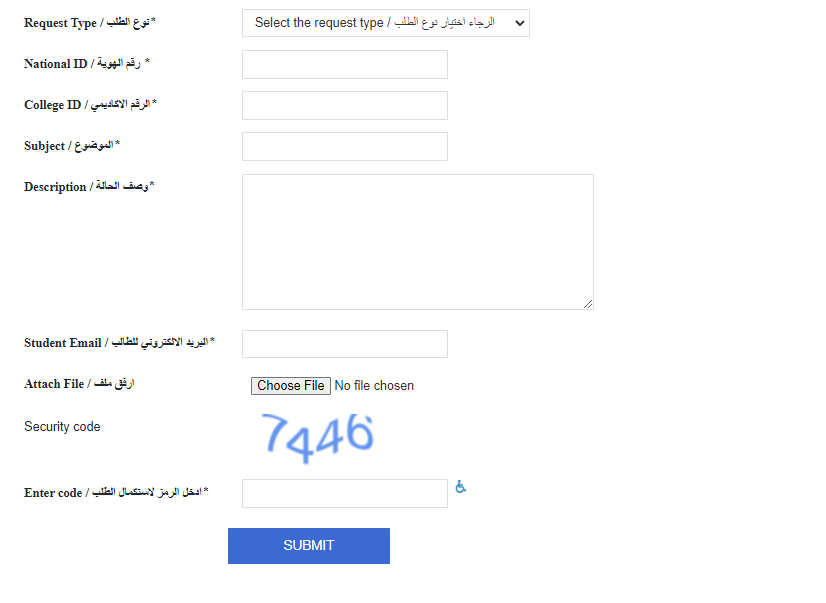 Request Type / نوع الطلب*
Select the request type / الرجاء اختيار نوع الطلب
National ID / رقم الهوية *
College ID / الرقم الاكاديمي*
Subject / الموضوع*
Description / وصف الحالة*
Student Email / البريد الالكتروني للطالب*
Attach File / ارفق ملف
Choose File No file chosen
Security code
7446
Enter code / ادخل الرمز لاستكمال الطلب*
SUBMIT